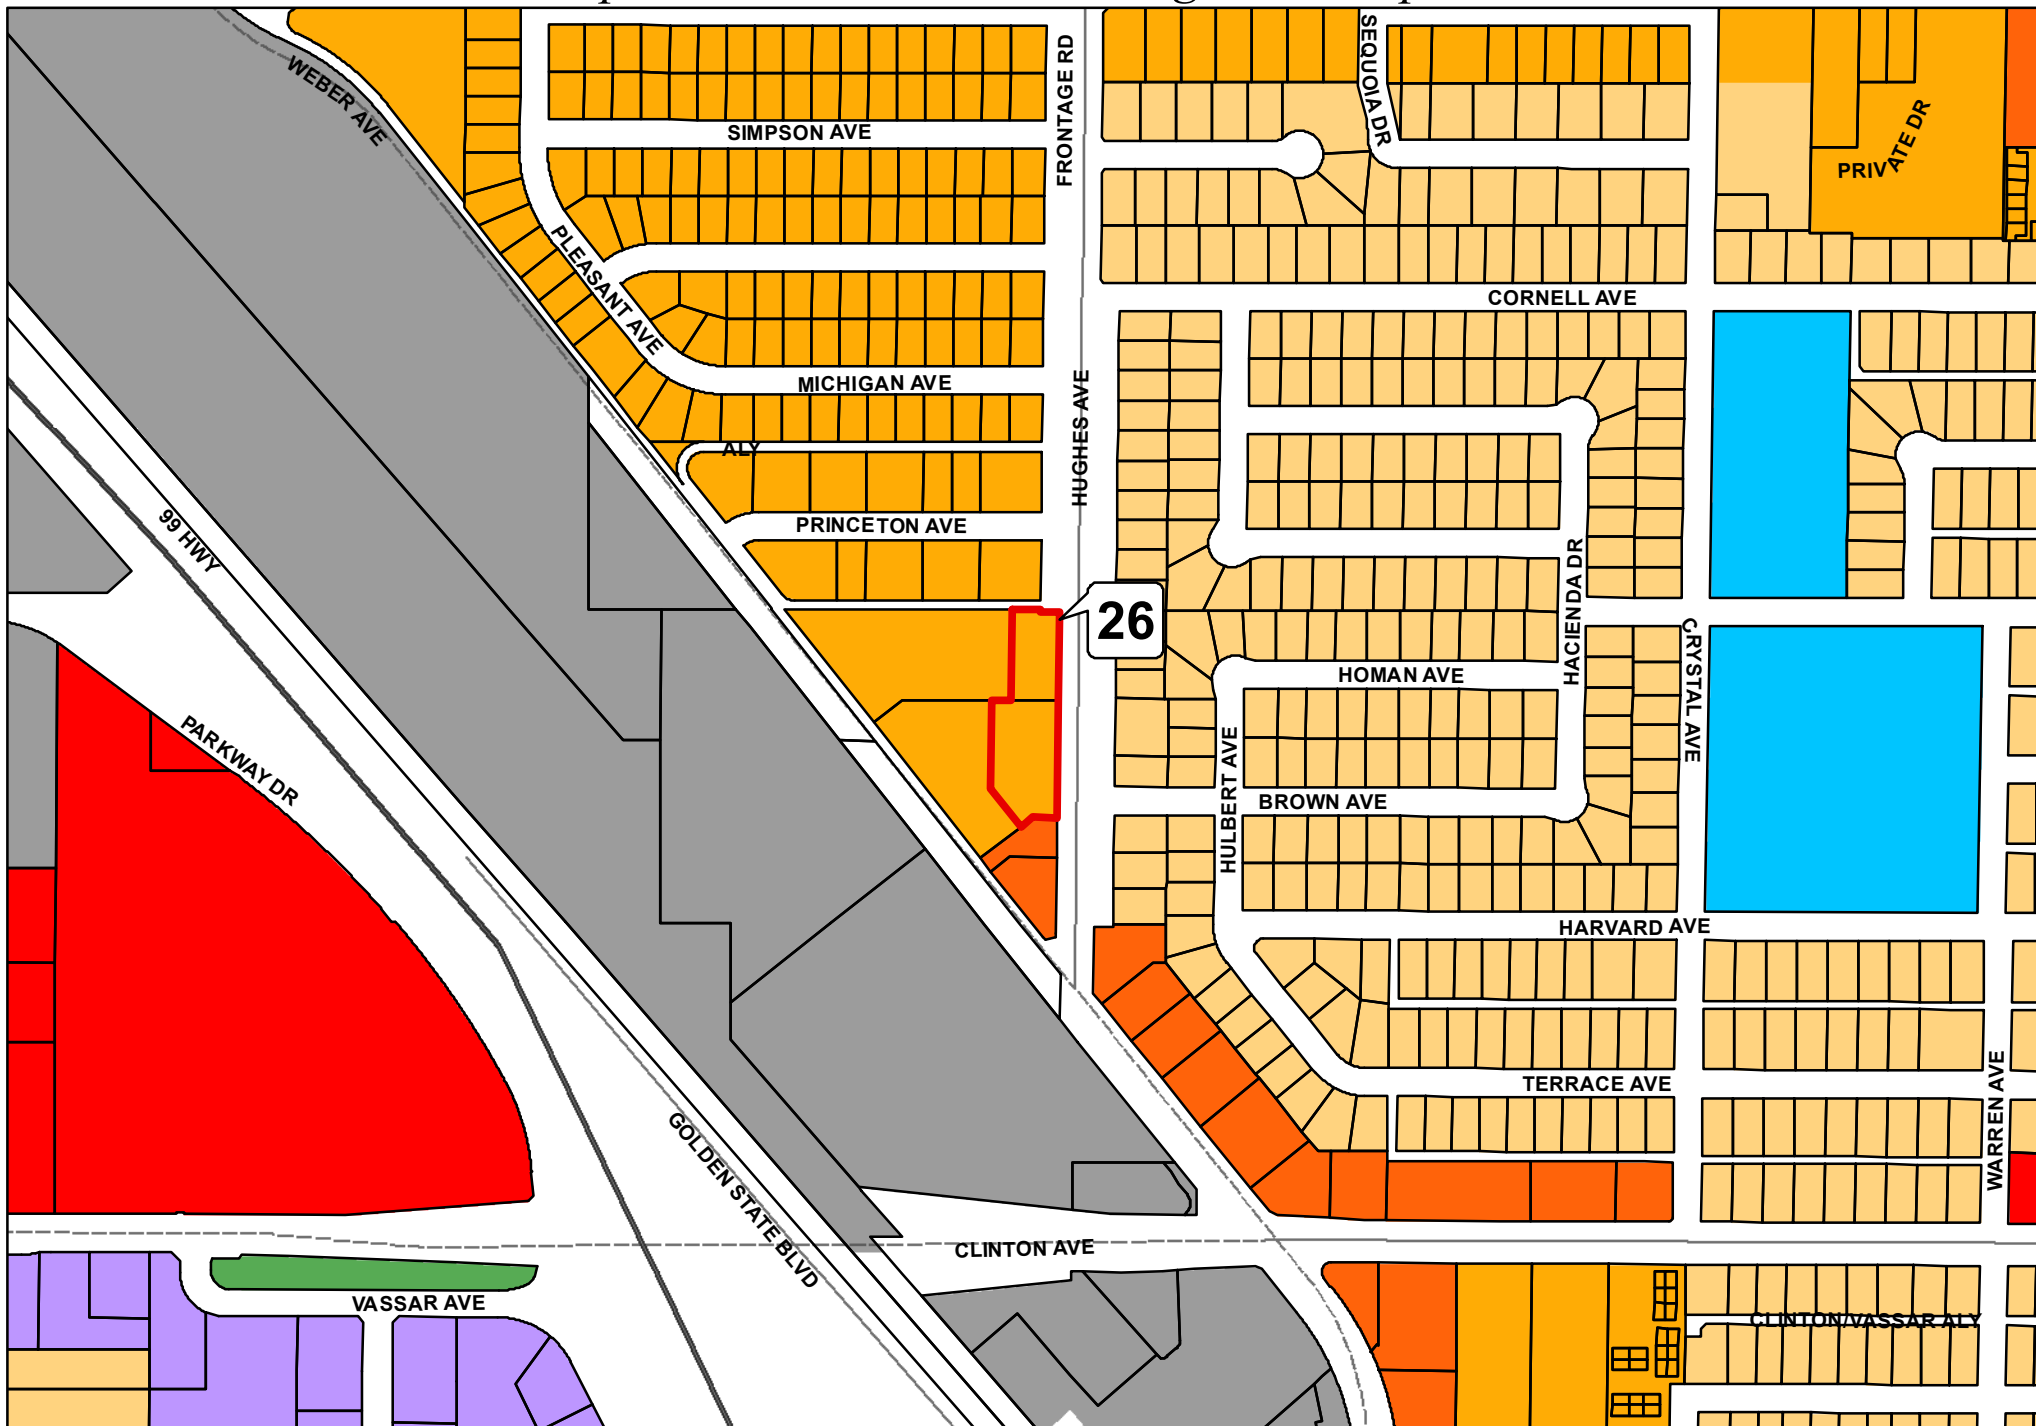 SEQUOIA DR
FRONTAGE RD
WEBER AVE
SIMPSON AVE
PRIVATE DR
PLEASANT AVE
CORNELL AVE
MICHIGAN AVE
HUGHES AVE
ALY
PRINCETON AVE
99 HWY
26
HACIENDA DR
CRYSTAL AVE
HOMAN AVE
PARKWAY DR
HULBERT AVE
BROWN AVE
HARVARD AVE
TERRACE AVE
WARREN AVE
GOLDEN STATE BLVD
CLINTON AVE
VASSAR AVE
CLINTON/VASSAR ALY